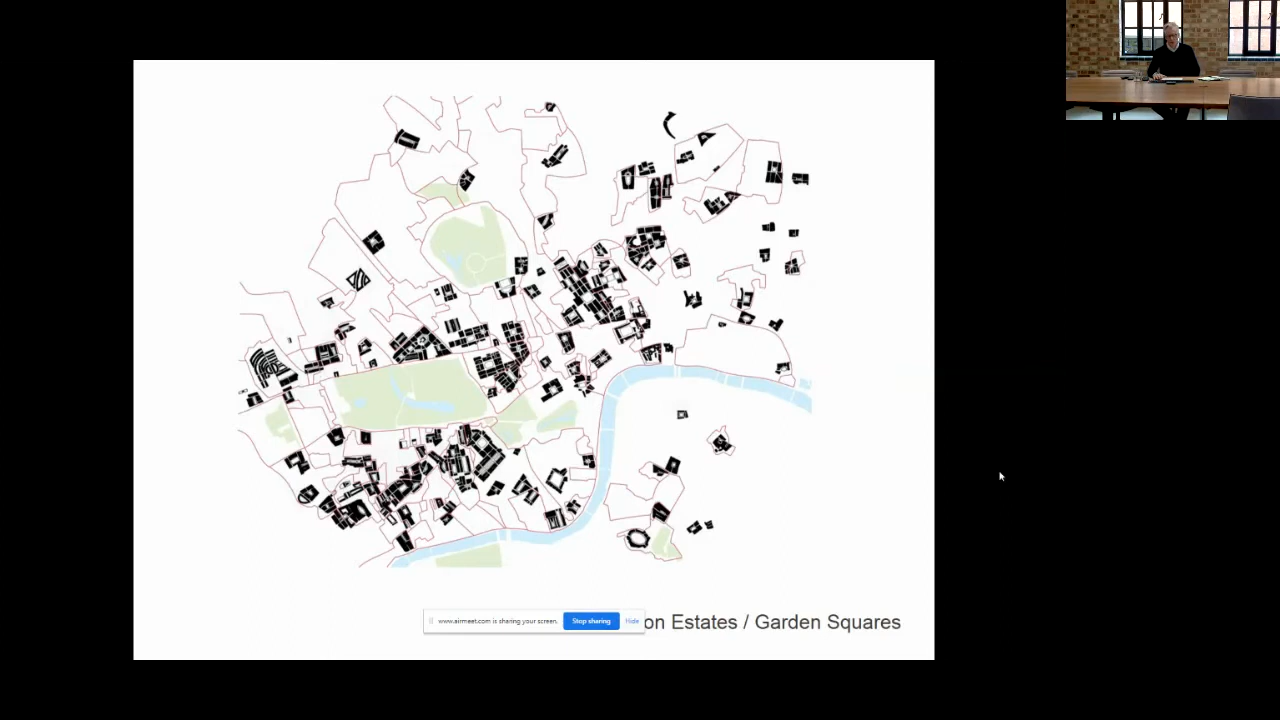 www.airmeet.com is sharing your screen.
Stop sharing
Hide
on Estates / Garden Squares